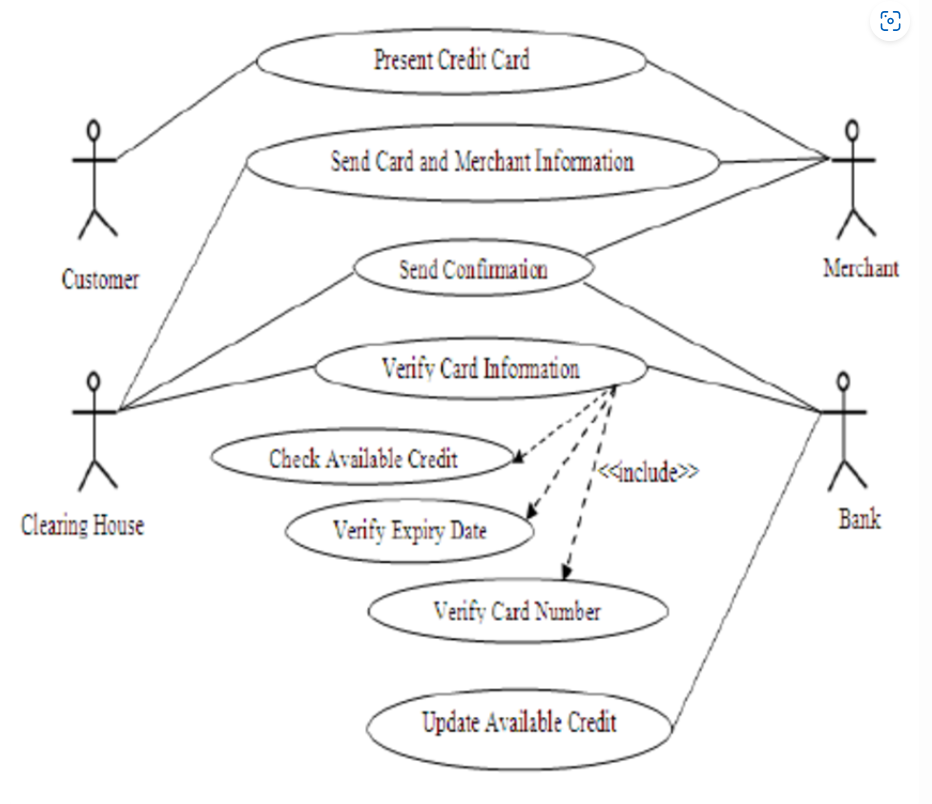 Present Credit Card
Send Card and Merchant Information
Customer
Send Confirmation
Merchant
Verify Card Information
Check Available Credit
<<include>>
Clearing House
Verify Expiry Date
Bank
Verify Card Number
Update Available Credit